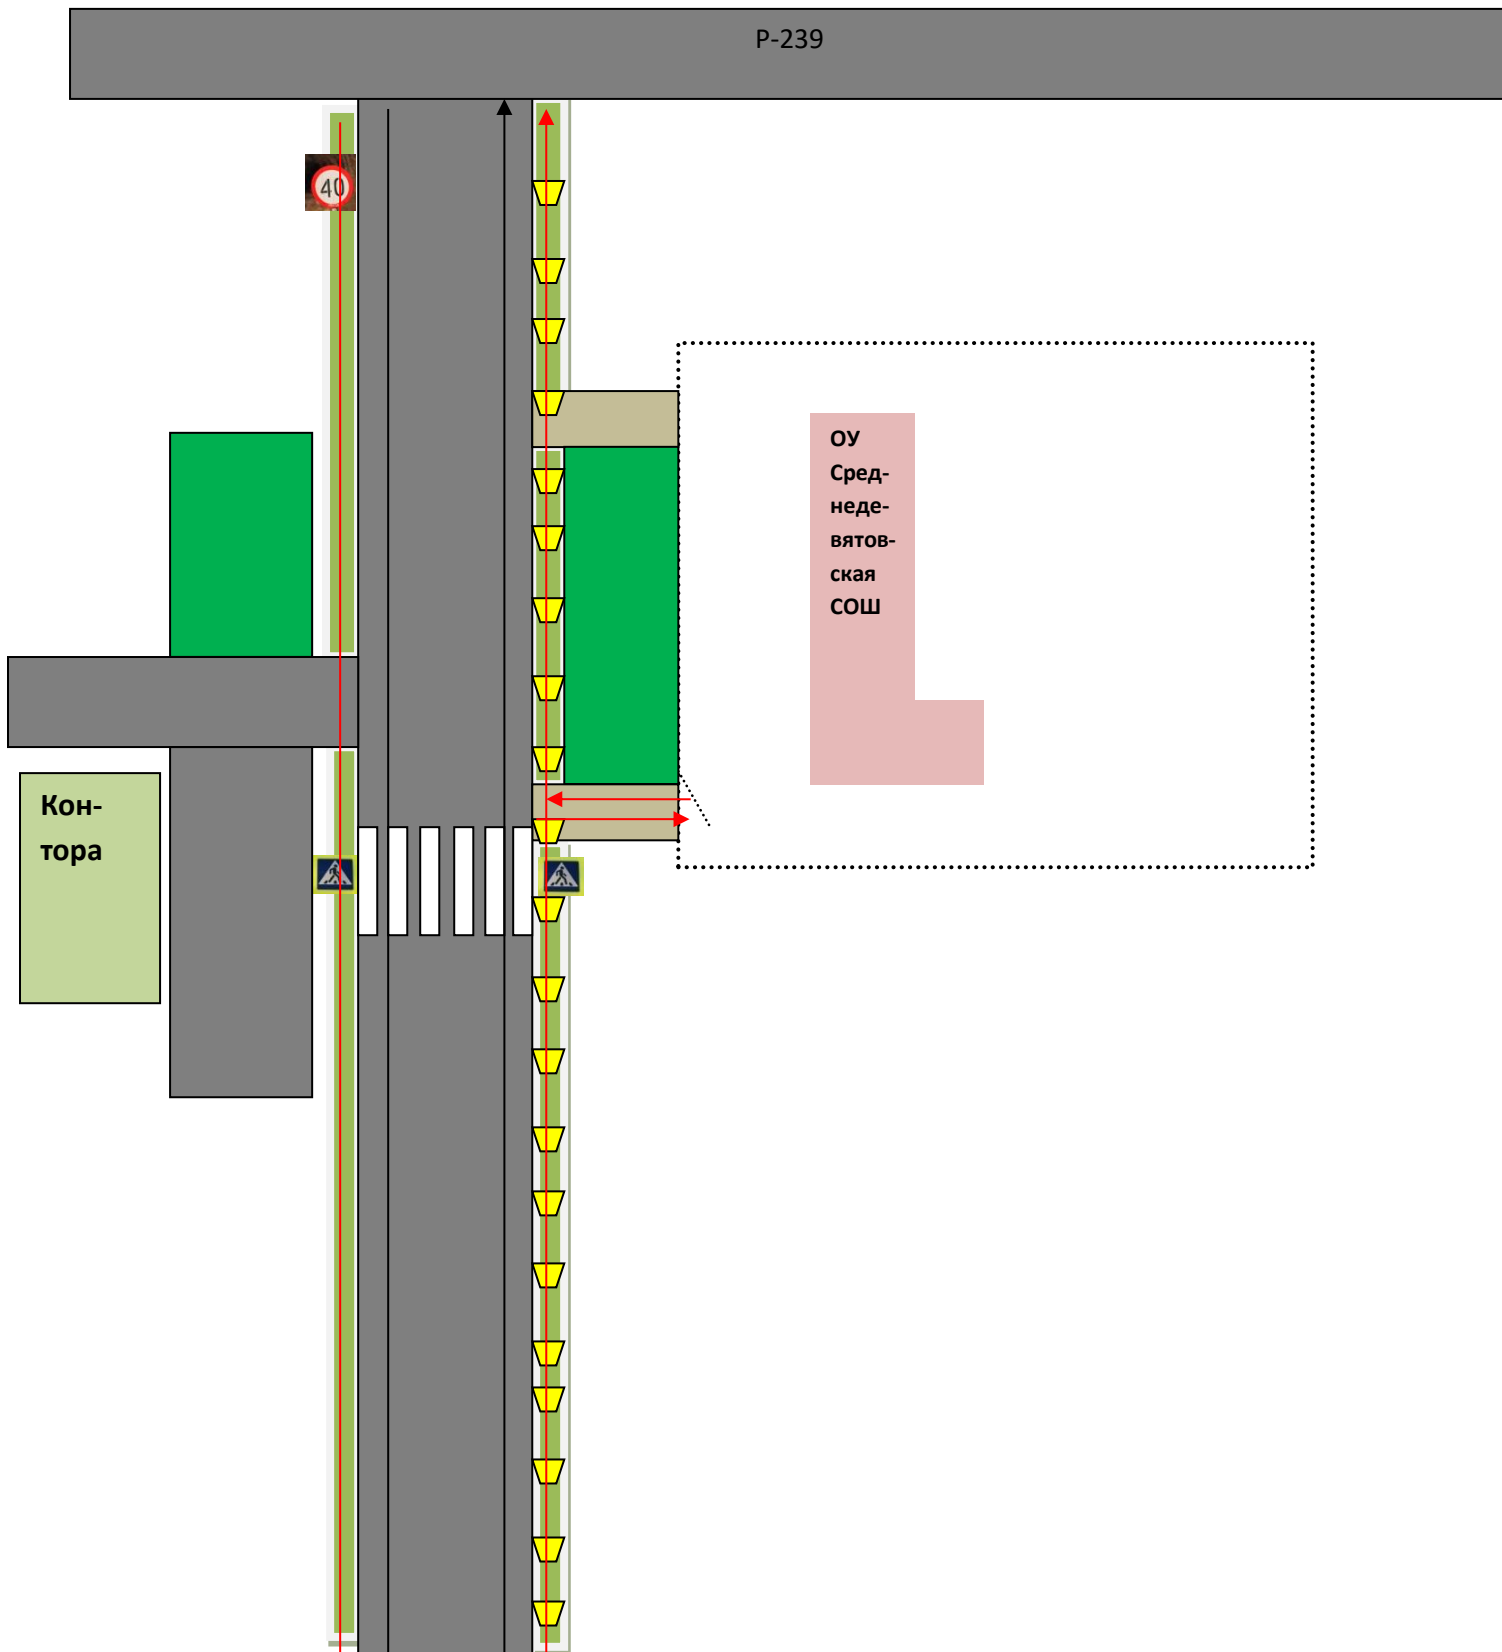 Р-239
40
ОУ
Сред-
неде-
вятов-
ская
СОШ
Кон-
тора